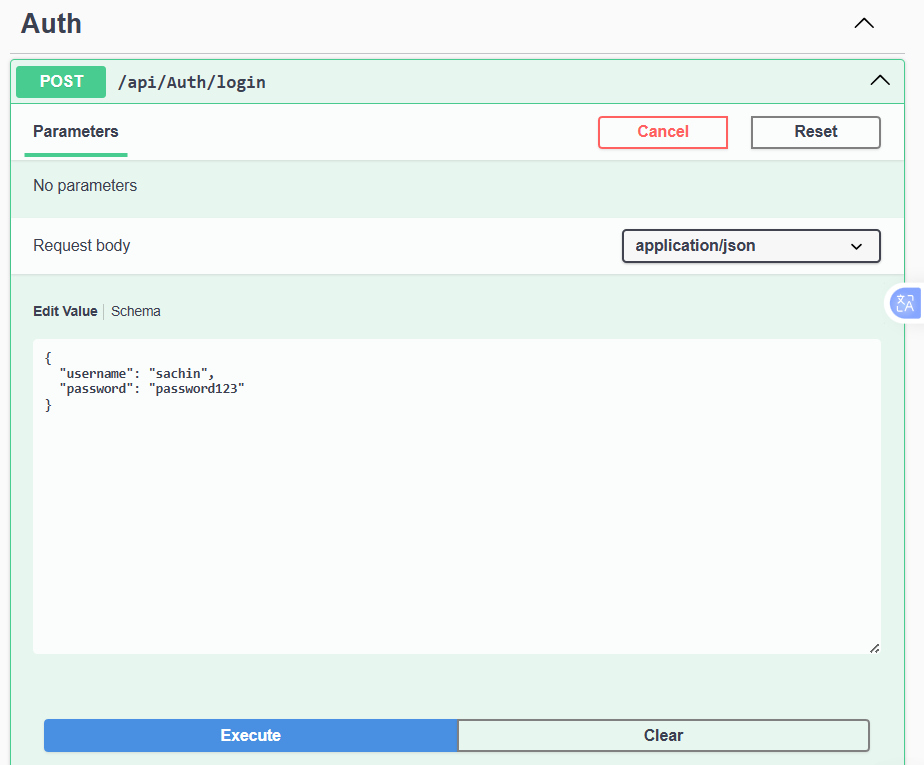 Auth
POST /api/Auth/login
Parameters Cancel Reset
No parameters
Request body application/json
Edit Value Schema
{
"username": "sachin",
"password": "password123"
}
Execute Clear